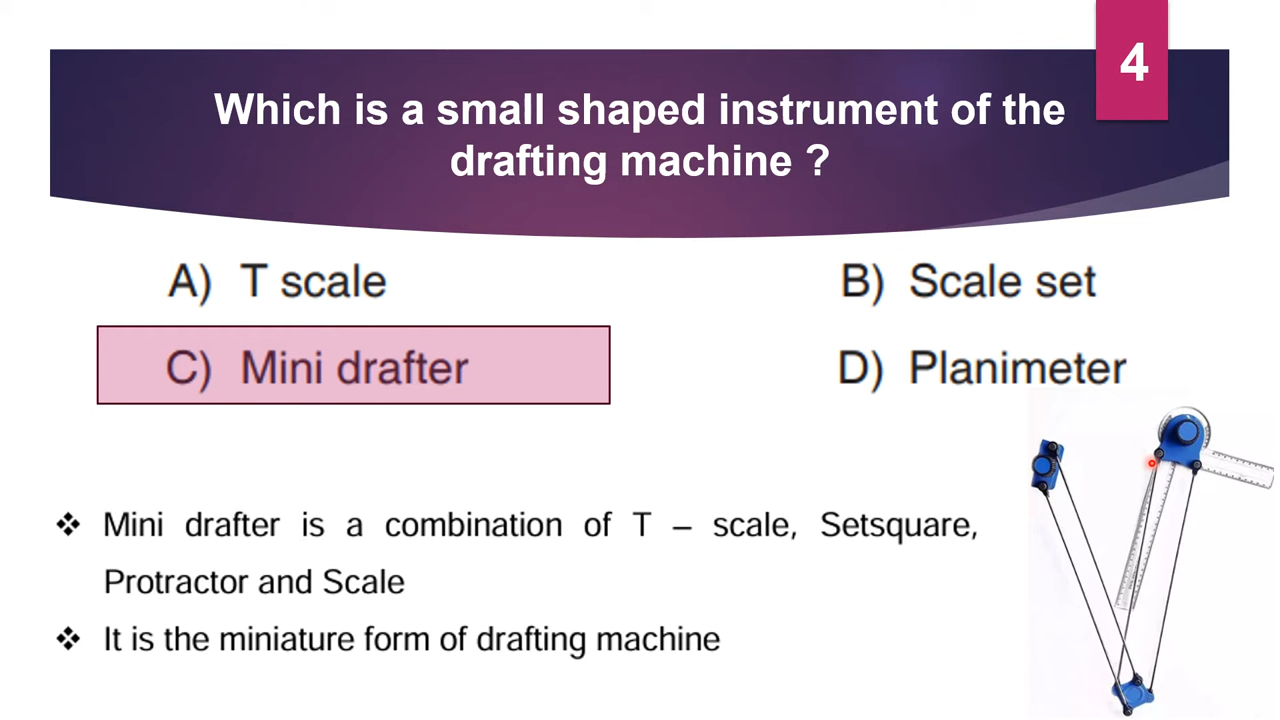 4
Which is a small shaped instrument of the
drafting machine ?
A) T scale
B) Scale set
C) Mini drafter
D) Planimeter
❖ Mini drafter is a combination of T – scale, Setsquare,
Protractor and Scale
❖ It is the miniature form of drafting machine